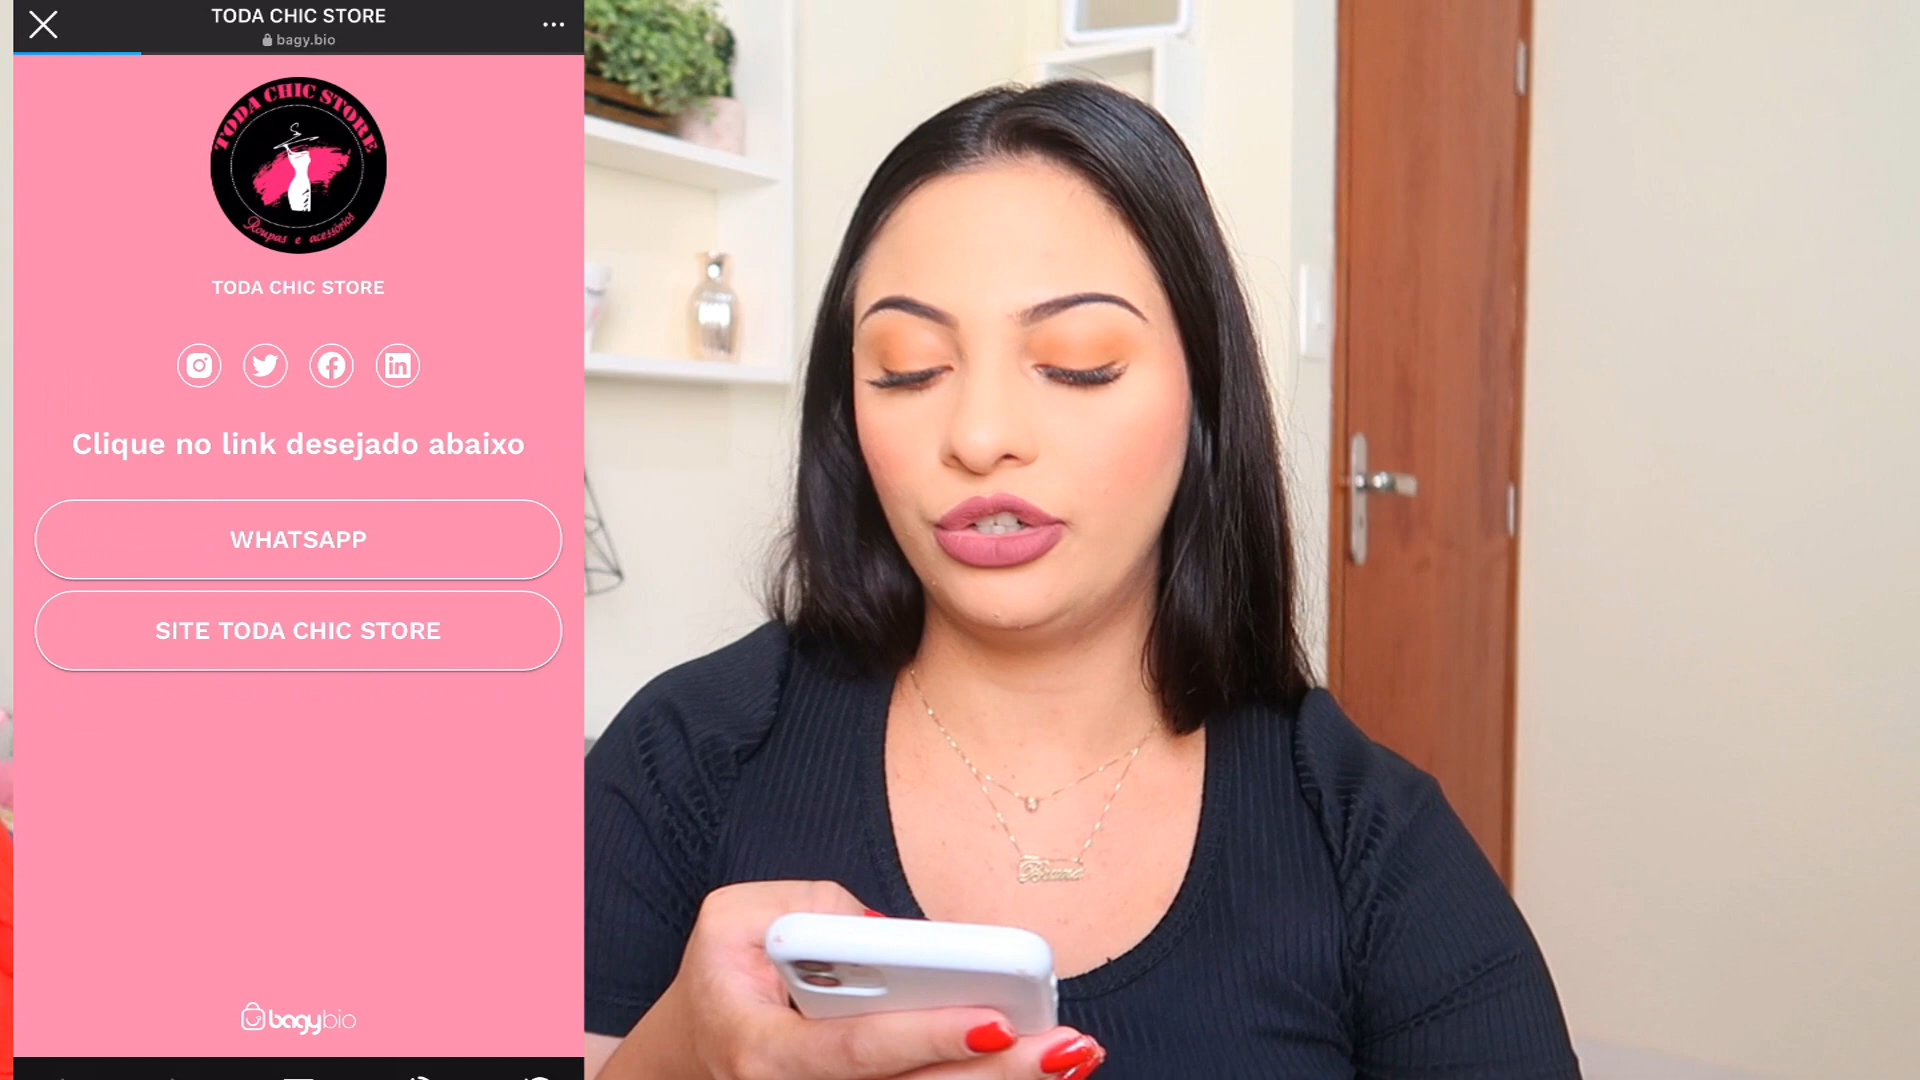 TODA CHIC STORE
bagy.bio
TODA CHIC STORE
Roupas e acessórios
TODA CHIC STORE
Clique no link desejado abaixo
WHATSAPP
SITE TODA CHIC STORE
bagybio
Bruna